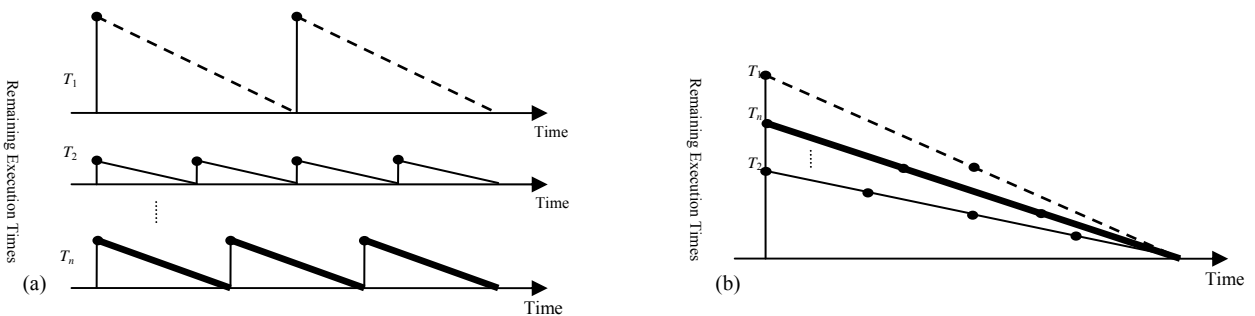 Remaining Execution Times
T1
Time
T2
Time
Tn
Time
(a)
Remaining Execution Times
T1
Tn
T2
Time
(b)